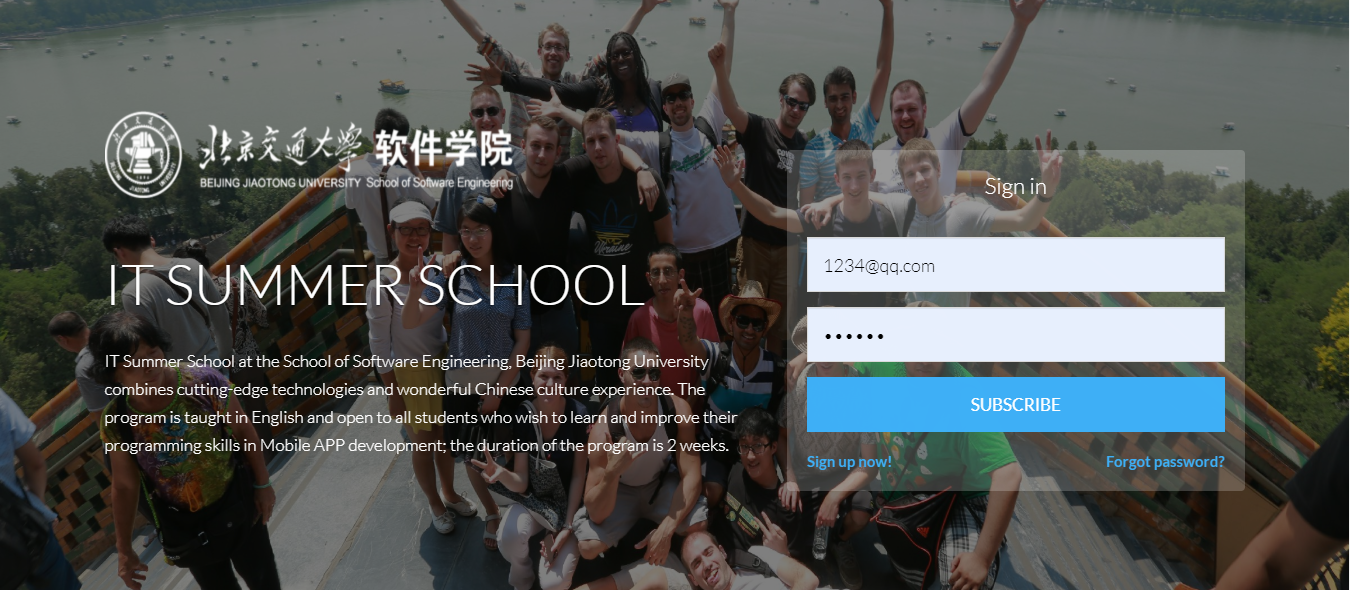 北京交通大学 软件学院
BEIJING JIAOTONG UNIVERSITY School of Software Engineering
IT SUMMER SCHOOL
IT Summer School at the School of Software Engineering, Beijing Jiaotong University
combines cutting-edge technologies and wonderful Chinese culture experience. The
program is taught in English and open to all students who wish to learn and improve their
programming skills in Mobile APP development; the duration of the program is 2 weeks.
Sign in
1234@qq.com
••••••
SUBSCRIBE
Sign up now!
Forgot password?
Ukraine